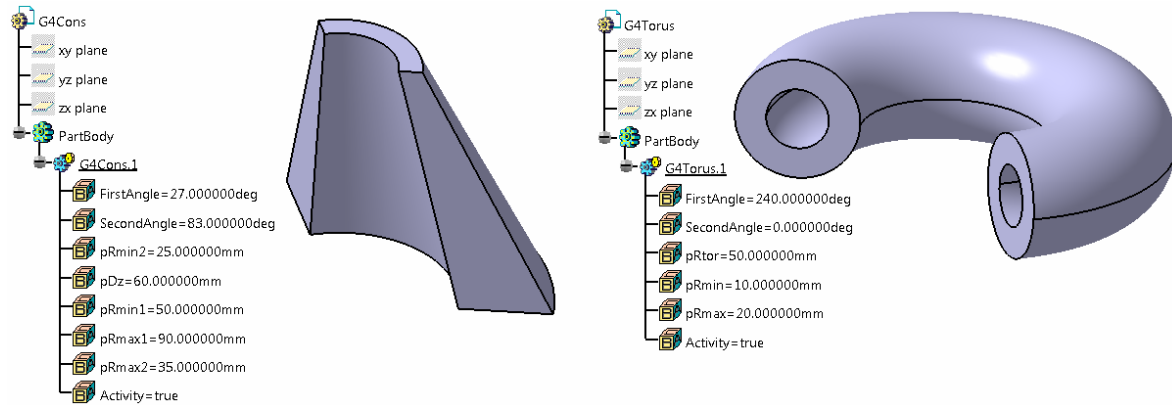 G4Cons
xy plane
yz plane
zx plane
PartBody
G4Cons.1
FirstAngle=27.000000deg
SecondAngle=83.000000deg
pRmin2=25.000000mm
pDz=60.000000mm
pRmin1=50.000000mm
pRmax1=90.000000mm
pRmax2=35.000000mm
Activity=true
G4Torus
xy plane
yz plane
zx plane
PartBody
G4Torus.1
FirstAngle=240.000000deg
SecondAngle=0.000000deg
pRtor=50.000000mm
pRmin=10.000000mm
pRmax=20.000000mm
Activity=true